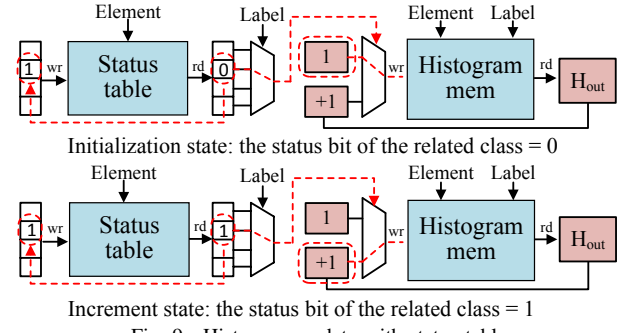 Element
Label
Element
Label
1
wr
Status
table
rd
0
1
+1
wr
Histogram
mem
rd
Hout
Initialization state: the status bit of the related class = 0
Element
Label
Element
Label
1
wr
Status
table
rd
1
1
+1
wr
Histogram
mem
rd
Hout
Increment state: the status bit of the related class = 1